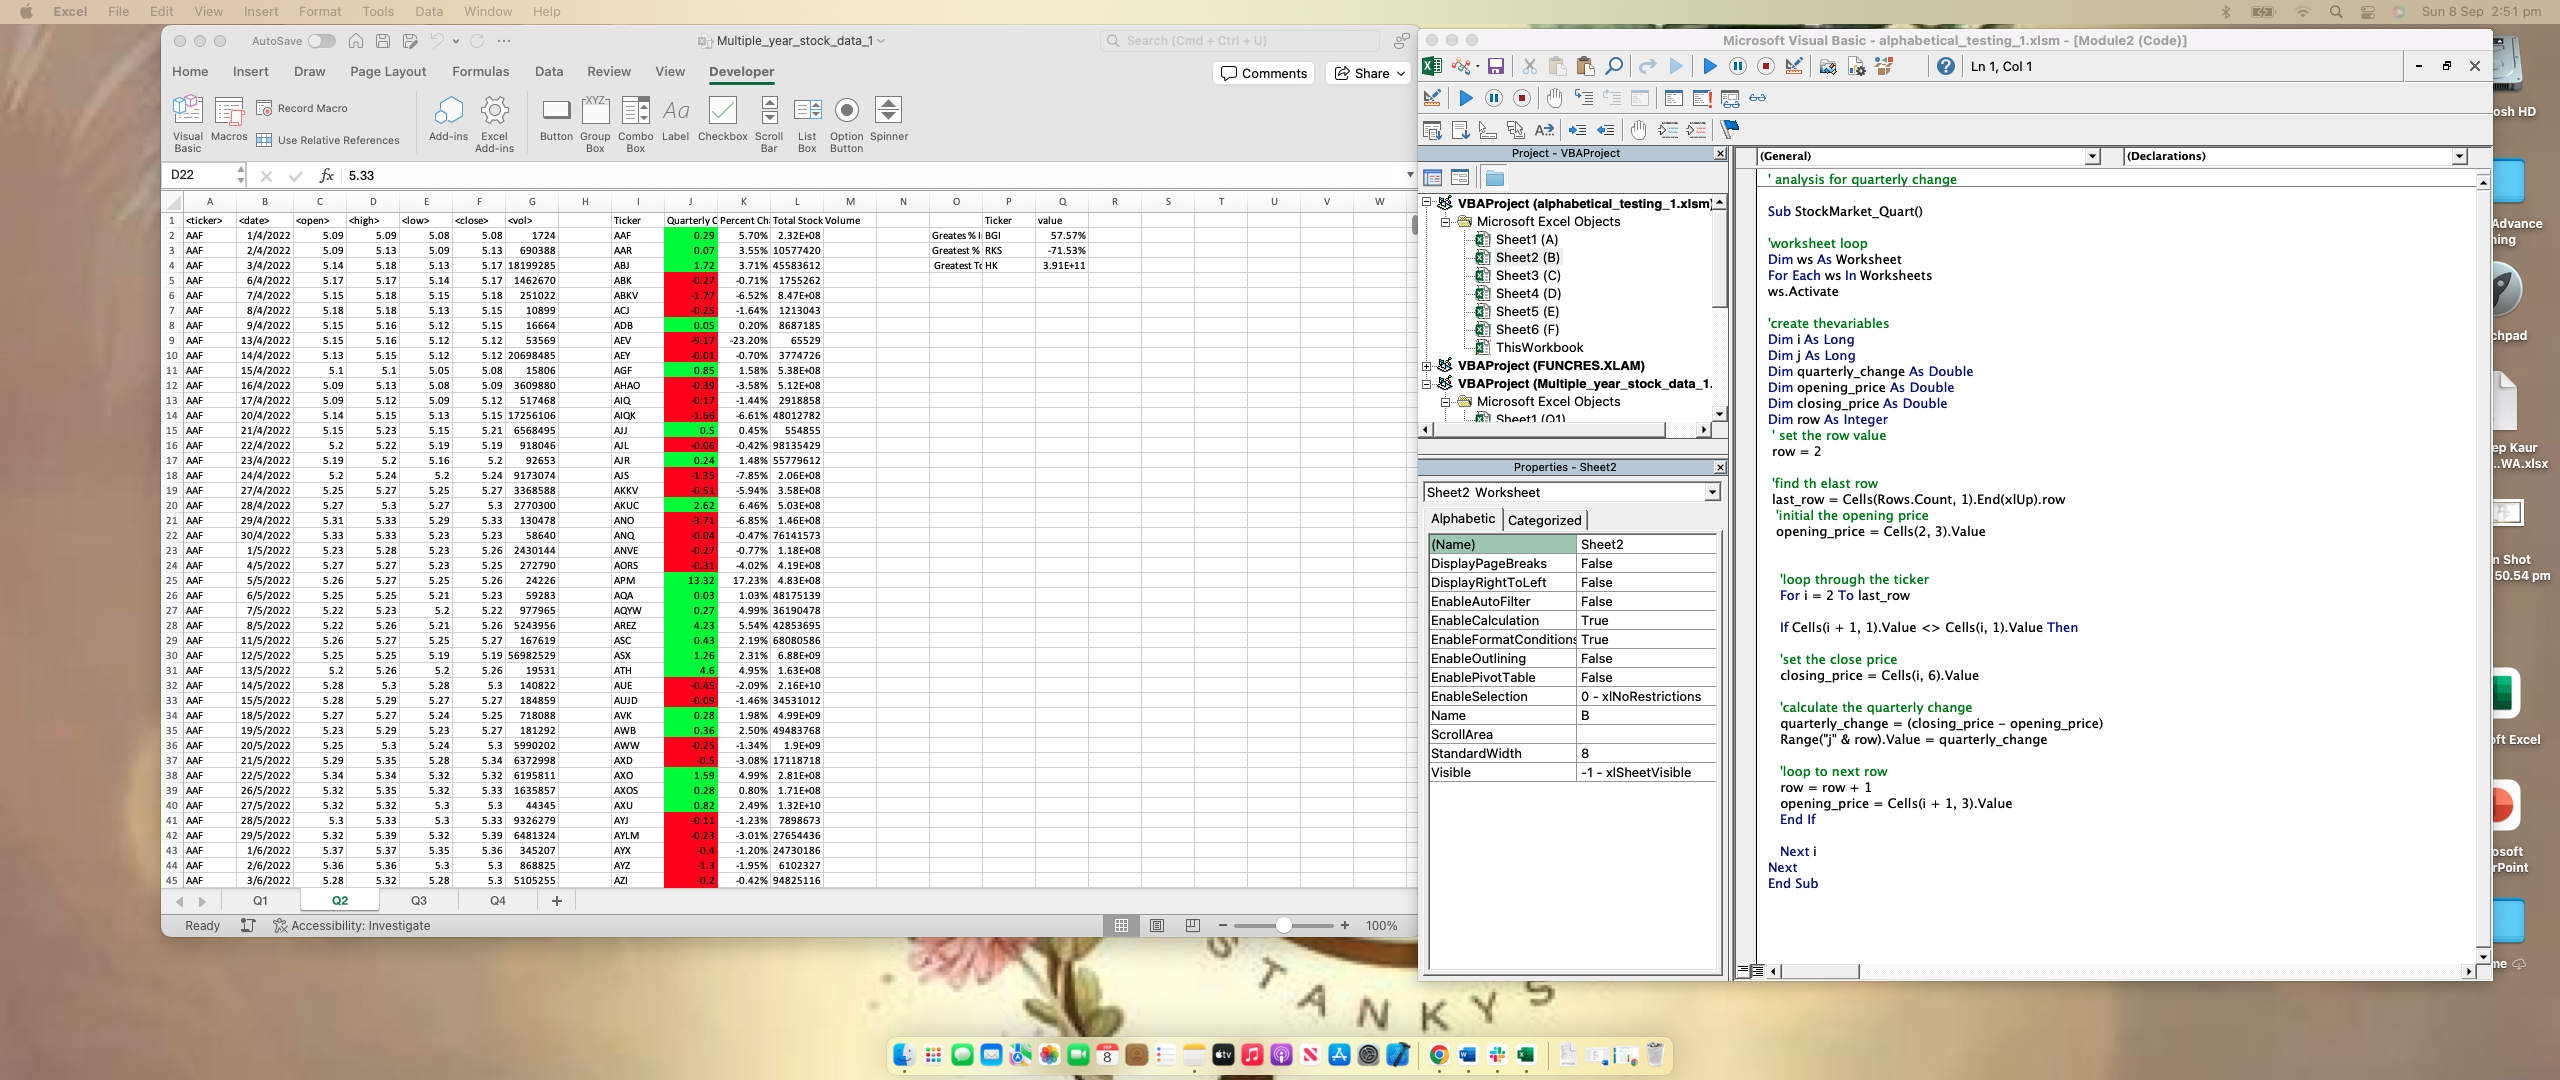 Excel File Edit View Insert Format Tools Data Window Help Sun 8 Sep 2:51 pm
AutoSave Multiple_year_stock_data_1 Search (Cmd + Ctrl + U)
Home Insert Draw Page Layout Formulas Data Review View Developer Comments Share
Record Macro
Use Relative References
Visual Basic Macros Add-ins Excel Add-ins Button Group Box Combo Box Label Checkbox Scroll Bar List Box Option Button Spinner
D22 fx 5.33
A B C D E F G H I J K L M N O P Q R S T U V W
1 <ticker> <date> <open> <high> <low> <close> <vol> Ticker Quarterly C Percent Ch Total Stock Volume Ticker value
2 AAF 1/4/2022 5.09 5.09 5.08 5.08 1724 AAF 0.29 5.70% 2.32E+08 Greates % I BGI 57.57%
3 AAF 2/4/2022 5.09 5.13 5.09 5.09 690388 AAR 0.07 3.55% 10577420 Greatest % RKS -71.53%
4 AAF 3/4/2022 5.14 5.18 5.13 5.17 18199285 ABJ 1.72 3.71% 45583612 Greatest To HK 3.91E+11
5 AAF 6/4/2022 5.17 5.17 5.14 5.17 1462670 ABK -0.27 -0.71% 1755262
6 AAF 7/4/2022 5.15 5.18 5.15 5.18 251022 ABKV -1.77 -6.52% 8.47E+08
7 AAF 8/4/2022 5.18 5.18 5.13 5.15 10899 ACJ -0.25 -1.64% 1213043
8 AAF 9/4/2022 5.15 5.16 5.12 5.15 16664 ADB 0.05 0.20% 8687185
9 AAF 13/4/2022 5.15 5.16 5.12 5.12 53569 AEV -9.17 -23.20% 65529
10 AAF 14/4/2022 5.13 5.15 5.12 5.12 20698485 AEY -0.01 -0.70% 3774726
11 AAF 15/4/2022 5.1 5.1 5.05 5.08 15806 AGF 0.85 1.58% 5.38E+08
12 AAF 16/4/2022 5.09 5.13 5.08 5.09 3609880 AHAO -0.39 -3.58% 5.12E+08
13 AAF 17/4/2022 5.09 5.12 5.09 5.12 517468 AIQ -0.17 -1.44% 2918858
14 AAF 20/4/2022 5.14 5.15 5.13 5.15 17256106 AIQK -1.66 -6.61% 48012782
15 AAF 21/4/2022 5.15 5.23 5.15 5.21 6568495 AJJ 0.5 0.45% 554855
16 AAF 22/4/2022 5.2 5.22 5.19 5.19 918046 AJL -0.06 -0.42% 98135429
17 AAF 23/4/2022 5.19 5.2 5.16 5.2 92653 AJR 0.24 1.48% 55779612
18 AAF 24/4/2022 5.2 5.24 5.2 5.24 9173074 AJS -1.35 -7.85% 2.06E+08
19 AAF 27/4/2022 5.25 5.27 5.25 5.27 3368588 AKKV -0.51 -5.94% 3.58E+08
20 AAF 28/4/2022 5.27 5.3 5.27 5.3 2770300 AKUC 2.62 6.46% 5.03E+08
21 AAF 29/4/2022 5.31 5.33 5.29 5.33 130478 ANO -3.71 -6.85% 1.46E+08
22 AAF 30/4/2022 5.33 5.33 5.23 5.23 58640 ANQ -0.04 -0.47% 76141573
23 AAF 1/5/2022 5.23 5.28 5.23 5.26 2430144 ANVE -0.27 -0.77% 1.18E+08
24 AAF 4/5/2022 5.27 5.27 5.23 5.25 272790 AORS -0.31 -4.02% 4.19E+08
25 AAF 5/5/2022 5.26 5.27 5.25 5.26 24226 APM 13.32 17.23% 4.83E+08
26 AAF 6/5/2022 5.25 5.25 5.21 5.23 59283 AQA 0.03 1.03% 48175139
27 AAF 7/5/2022 5.22 5.23 5.2 5.22 977965 AQYW 0.27 4.99% 36190478
28 AAF 8/5/2022 5.22 5.26 5.21 5.26 5243956 AREZ 4.23 5.54% 42853695
29 AAF 11/5/2022 5.26 5.27 5.25 5.27 167619 ASC 0.43 2.19% 68080586
30 AAF 12/5/2022 5.25 5.25 5.19 5.19 56982529 ASX 1.26 2.31% 6.88E+09
31 AAF 13/5/2022 5.2 5.26 5.2 5.26 19531 ATH 4.6 4.95% 1.63E+08
32 AAF 14/5/2022 5.28 5.3 5.28 5.3 140822 AUE -0.45 -2.09% 2.16E+10
33 AAF 15/5/2022 5.28 5.29 5.27 5.27 184859 AUJD -0.09 -1.46% 34531012
34 AAF 18/5/2022 5.27 5.27 5.24 5.25 718088 AVK 0.28 1.98% 4.99E+09
35 AAF 19/5/2022 5.23 5.29 5.23 5.27 181292 AWB 0.36 2.50% 49483768
36 AAF 20/5/2022 5.25 5.3 5.24 5.3 5990202 AWW -0.25 -1.34% 1.9E+09
37 AAF 21/5/2022 5.29 5.35 5.28 5.34 6372998 AXD -0.5 -3.08% 17118718
38 AAF 22/5/2022 5.34 5.34 5.32 5.32 6195811 AXO 1.59 4.99% 2.81E+08
39 AAF 26/5/2022 5.32 5.35 5.32 5.33 1635857 AXOS 0.28 0.80% 1.71E+08
40 AAF 27/5/2022 5.32 5.32 5.3 5.3 44345 AXU 0.82 2.49% 1.32E+10
41 AAF 28/5/2022 5.3 5.33 5.3 5.33 9326279 AYJ -0.11 -1.23% 7898673
42 AAF 29/5/2022 5.32 5.39 5.32 5.39 6481324 AYLM -0.23 -3.01% 27654436
43 AAF 1/6/2022 5.37 5.37 5.35 5.36 345207 AYX -0.4 -1.20% 24730186
44 AAF 2/6/2022 5.36 5.36 5.3 5.3 868825 AYZ -1.3 -1.95% 6102327
45 AAF 3/6/2022 5.28 5.32 5.28 5.3 5105255 AZI -0.2 -0.42% 94825116
Q1 Q2 Q3 Q4
Ready Accessibility: Investigate 100%
Microsoft Visual Basic - alphabetical_testing_1.xlsm - [Module2 (Code)]
Ln 1, Col 1
Project - VBAProject
VBAProject (alphabetical_testing_1.xlsm)
Microsoft Excel Objects
Sheet1 (A)
Sheet2 (B)
Sheet3 (C)
Sheet4 (D)
Sheet5 (E)
Sheet6 (F)
ThisWorkbook
VBAProject (FUNCRES.XLAM)
VBAProject (Multiple_year_stock_data_1.
Microsoft Excel Objects
Sheet1 (Q1)
Properties - Sheet2
Sheet2 Worksheet
Alphabetic Categorized
(Name) Sheet2
DisplayPageBreaks False
DisplayRightToLeft False
EnableAutoFilter False
EnableCalculation True
EnableFormatConditions True
EnableOutlining False
EnablePivotTable False
EnableSelection 0 - xlNoRestrictions
Name B
ScrollArea
StandardWidth 8
Visible -1 - xlSheetVisible
(General) (Declarations)
' analysis for quarterly change
Sub StockMarket_Quart()
'worksheet loop
Dim ws As Worksheet
For Each ws In Worksheets
ws.Activate
'create thevariables
Dim i As Long
Dim j As Long
Dim quarterly_change As Double
Dim opening_price As Double
Dim closing_price As Double
Dim row As Integer
' set the row value
row = 2
'find th elast row
last_row = Cells(Rows.Count, 1).End(xlUp).row
'initial the opening price
opening_price = Cells(2, 3).Value
'loop through the ticker
For i = 2 To last_row
If Cells(i + 1, 1).Value <> Cells(i, 1).Value Then
'set the close price
closing_price = Cells(i, 6).Value
'calculate the quarterly change
quarterly_change = (closing_price - opening_price)
Range("j" & row).Value = quarterly_change
'loop to next row
row = row + 1
opening_price = Cells(i + 1, 3).Value
End If
Next i
Next
End Sub
osh HD
Advance
ning
chpad
ep Kaur
...WA.xlsx
n Shot
50.54 pm
oft Excel
osoft
rPoint
me
STANKYS
SEP
8
tv